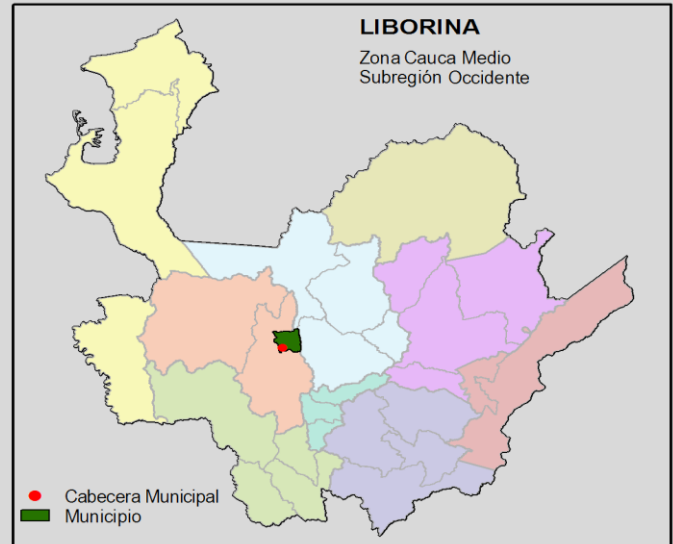 LIBORINA
Zona Cauca Medio
Subregión Occidente
Cabecera Municipal
Municipio